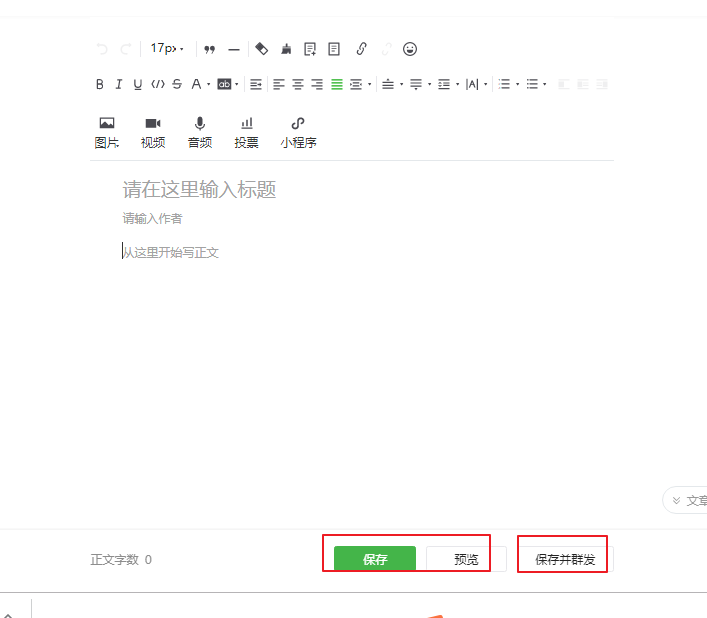 17px
B I U </> S A ab |A|
图片 视频 音频 投票 小程序
请在这里输入标题
请输入作者
从这里开始写正文
文章
正文字数 0 保存 预览 保存并群发